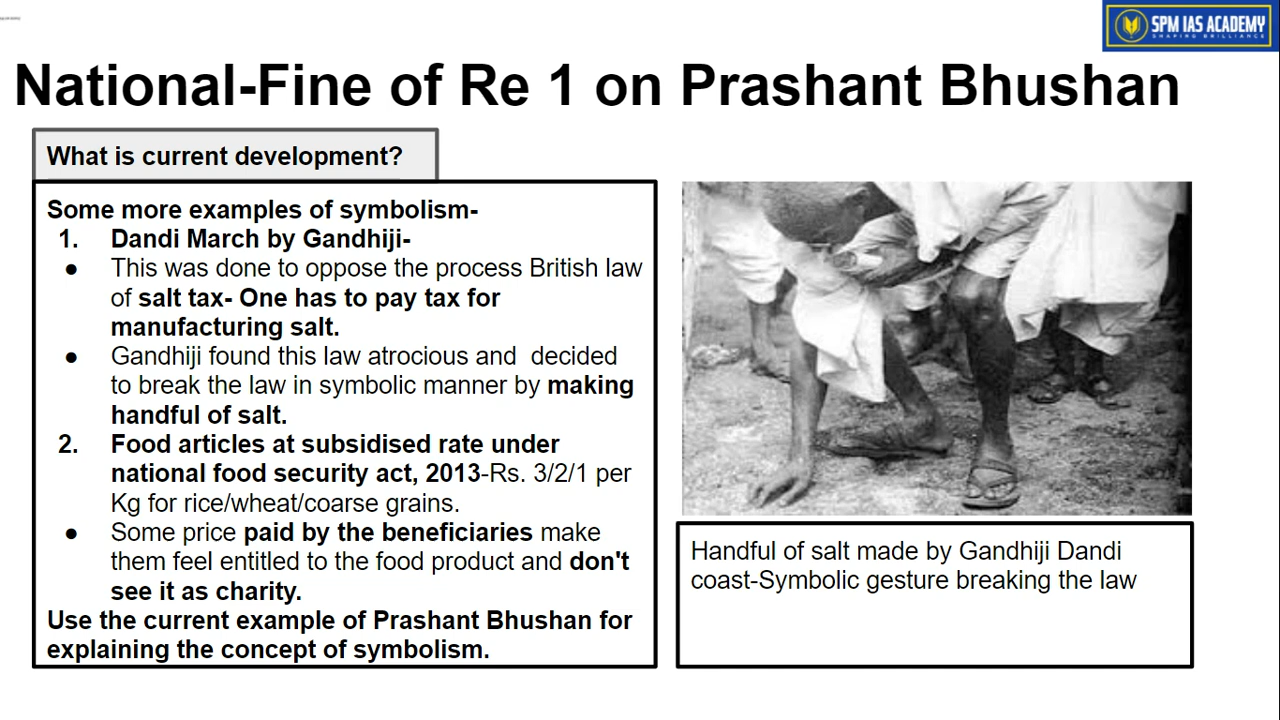 SPM IAS ACADEMY
SHAPING BRILLIANCE
National-Fine of Re 1 on Prashant Bhushan
What is current development?
Some more examples of symbolism-
1. Dandi March by Gandhiji-
● This was done to oppose the process British law
of salt tax- One has to pay tax for
manufacturing salt.
● Gandhiji found this law atrocious and  decided
to break the law in symbolic manner by making
handful of salt.
2. Food articles at subsidised rate under
national food security act, 2013-Rs. 3/2/1 per
Kg for rice/wheat/coarse grains.
● Some price paid by the beneficiaries make
them feel entitled to the food product and don't
see it as charity.
Use the current example of Prashant Bhushan for
explaining the concept of symbolism.
Handful of salt made by Gandhiji Dandi
coast-Symbolic gesture breaking the law